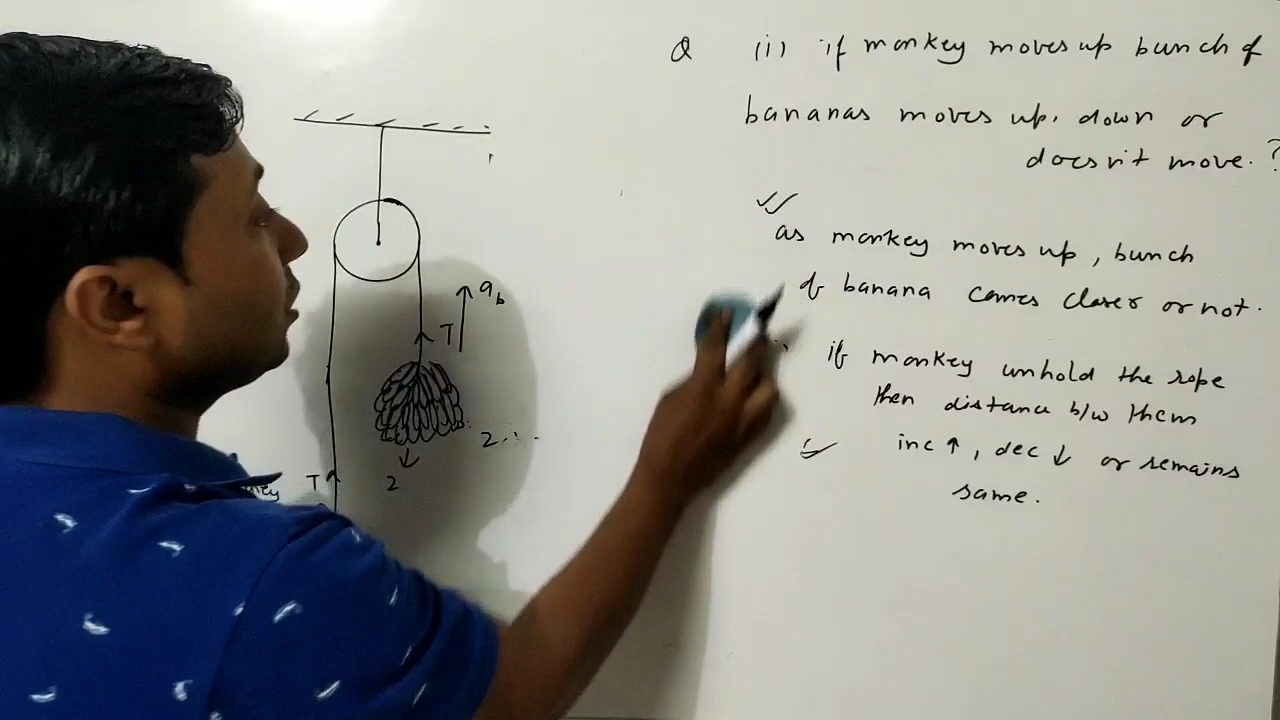 Q (i) if monkey moves up bunch of
bananas moves up, down or
doesn't move. ?
as monkey moves up, bunch
of banana comes closer or not.
if monkey unhold the rope
then distance b/w them
inc ↑, dec ↓ or remains
same.
a_b
T
2
2
T